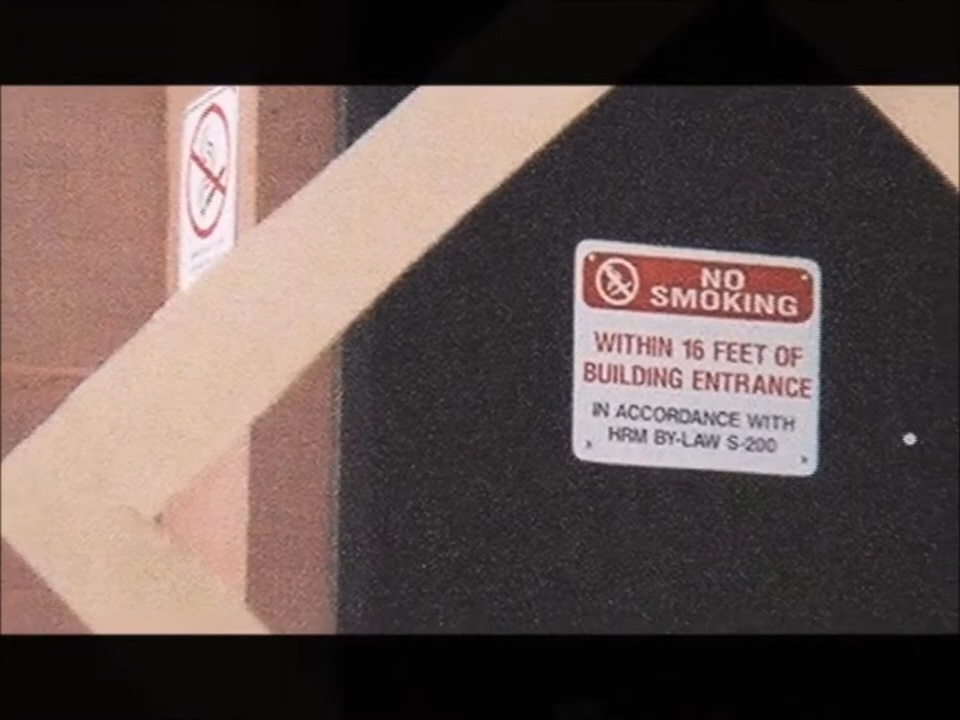 NO
SMOKING
WITHIN 16 FEET OF
BUILDING ENTRANCE
IN ACCORDANCE WITH
HRM BY-LAW S-200